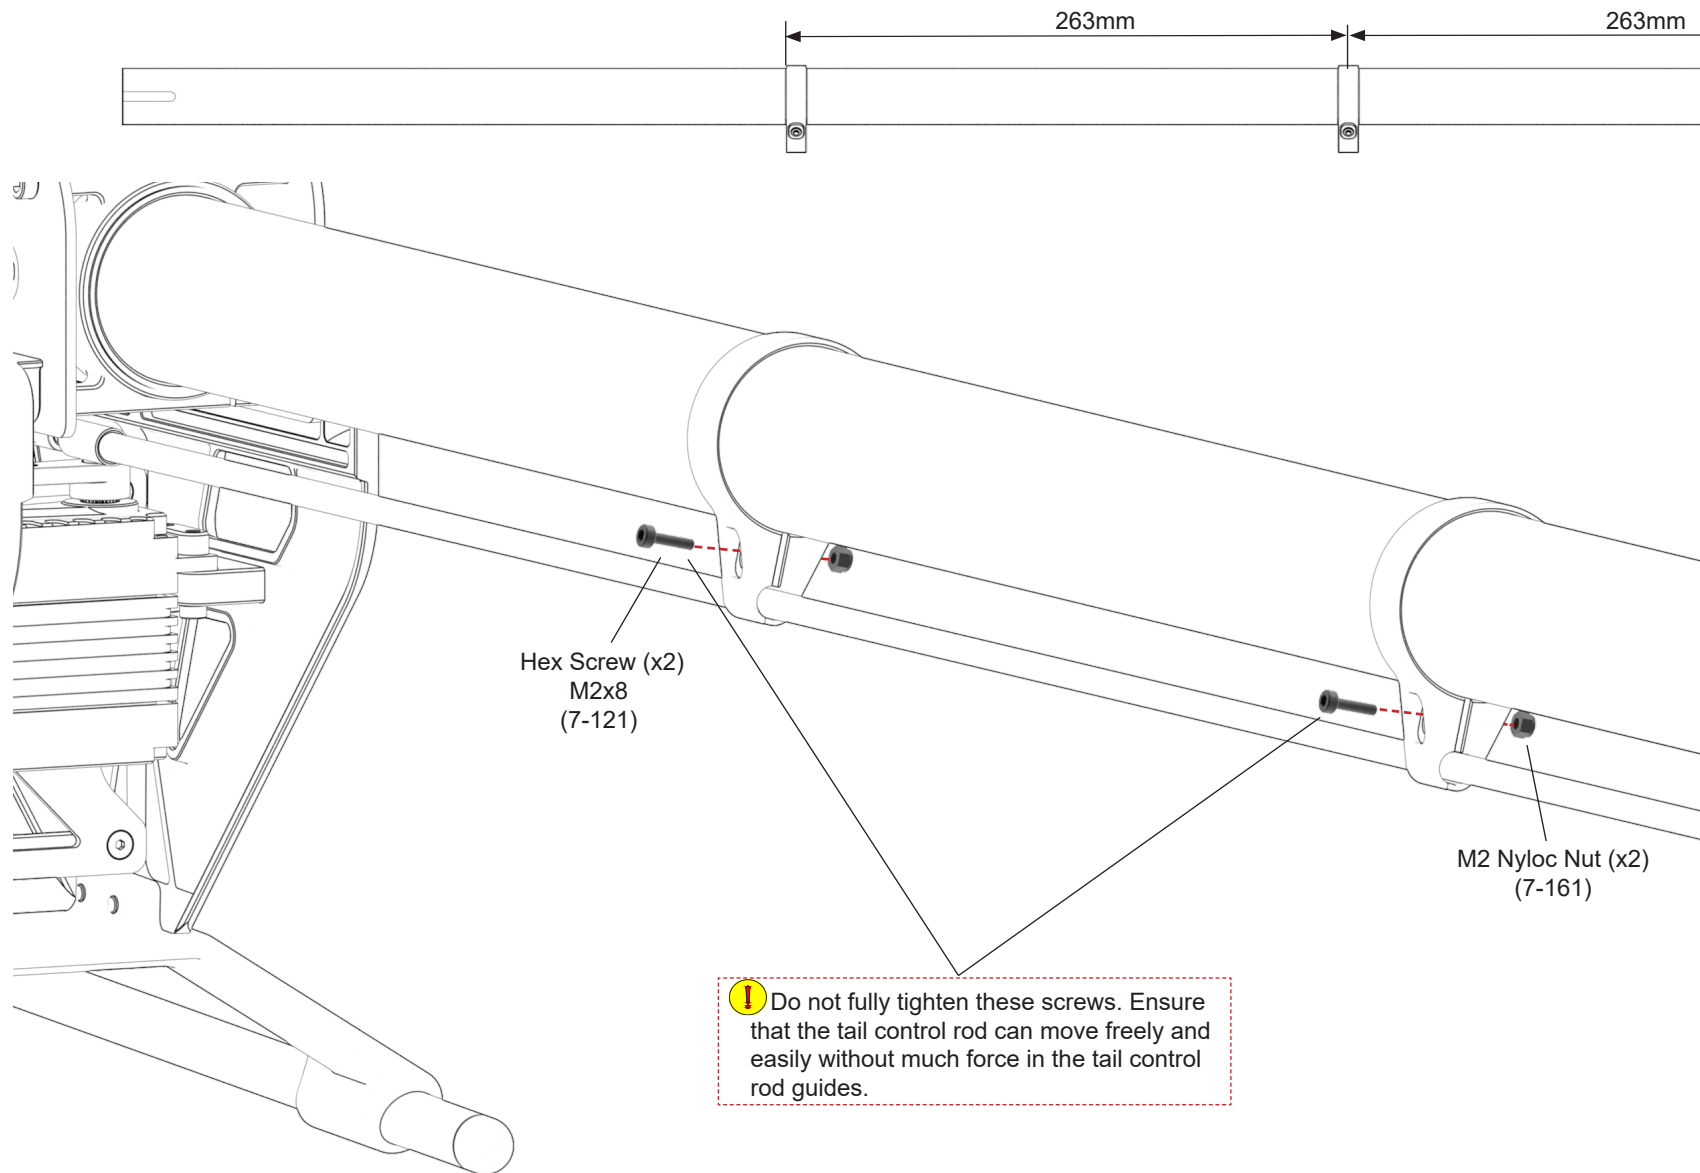 263mm
263mm
Hex Screw (x2)
M2x8
(7-121)
M2 Nyloc Nut (x2)
(7-161)
Do not fully tighten these screws. Ensure
that the tail control rod can move freely and
easily without much force in the tail control
rod guides.